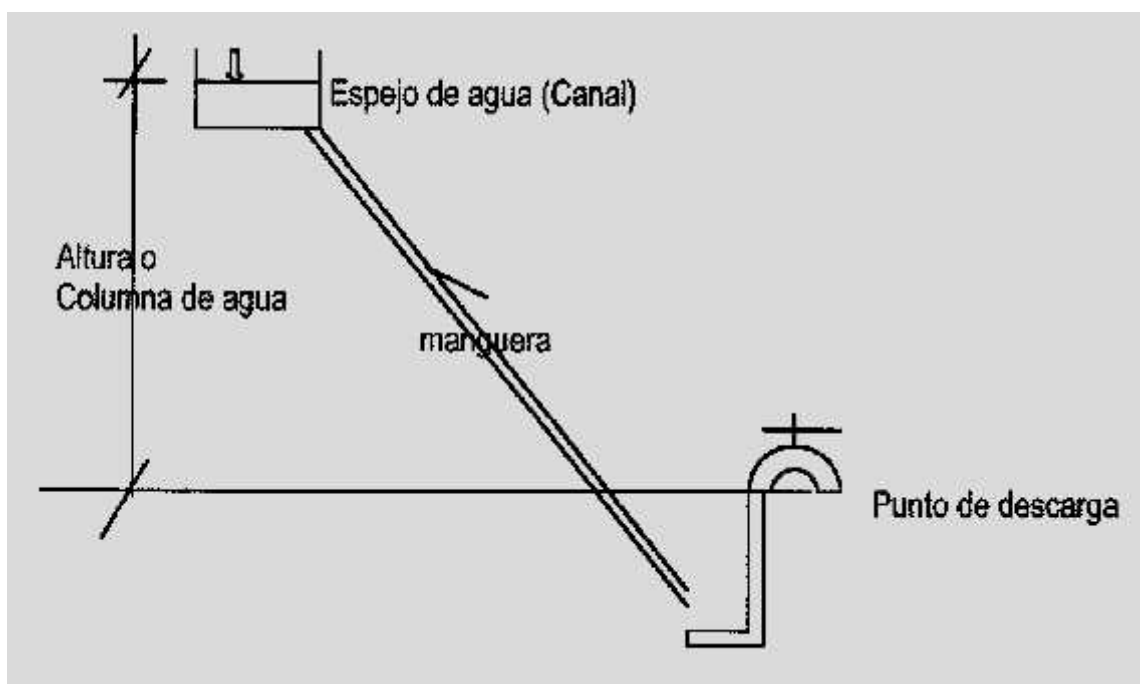 Espejo de agua (Canal)
Altura o
Columna de agua
manguera
Punto de descarga